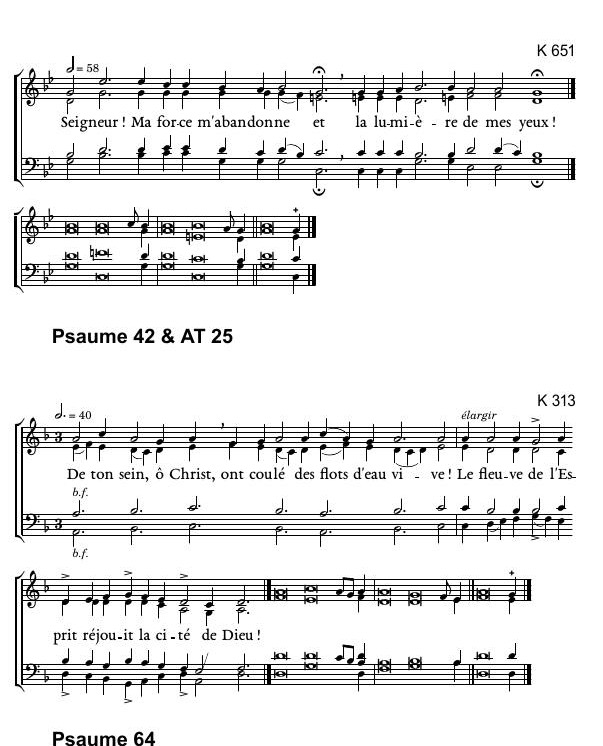 K 651
= 58
Seigneur ! Ma for-ce m'abandonne et la lu-mi-è-re de mes yeux !
Psaume 42 & AT 25
K 313
= 40
élargir
3
De ton sein, ô Christ, ont coulé des flots d'eau vi-ve ! Le fleu-ve de l'Es-
b.f.
3
b.f.
prit réjou-it la ci-té de Dieu !
Psaume 64